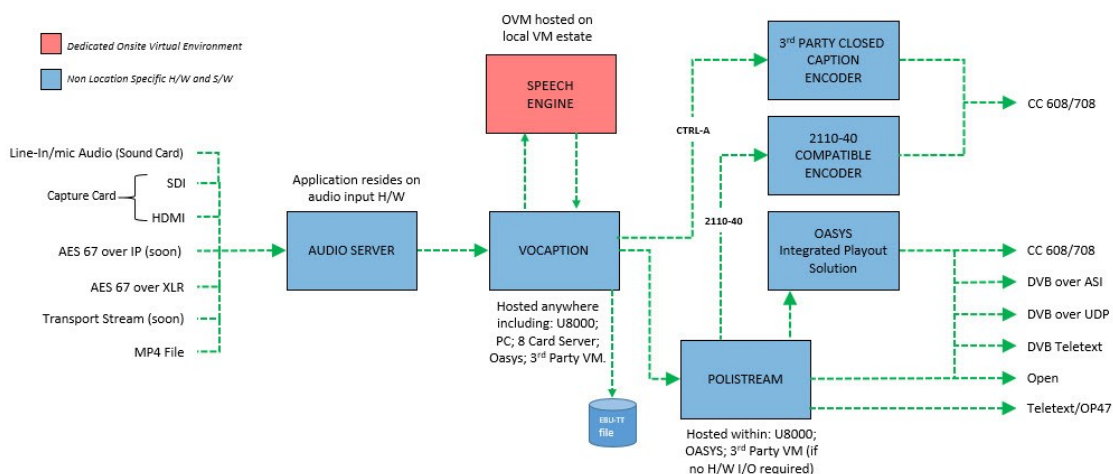 Dedicated Onsite Virtual Environment
Non Location Specific H/W and S/W
OVM hosted on
local VM estate
SPEECH
ENGINE
3rd PARTY CLOSED
CAPTION
ENCODER
CC 608/708
CTRL-A
2110-40
COMPATIBLE
ENCODER
Line-In/mic Audio (Sound Card)
Capture Card
SDI
HDMI
AES 67 over IP (soon)
AES 67 over XLR
Transport Stream (soon)
MP4 File
Application resides on
audio input H/W
AUDIO SERVER
VOCAPTION
Hosted anywhere
including: U8000;
PC; 8 Card Server;
Oasys; 3rd Party VM.
EBU-TT
file
2110-40
OASYS
Integrated Playout
Solution
POLISTREAM
Hosted within: U8000;
OASYS; 3rd Party VM (if
no H/W I/O required)
CC 608/708
DVB over ASI
DVB over UDP
DVB Teletext
Open
Teletext/OP47